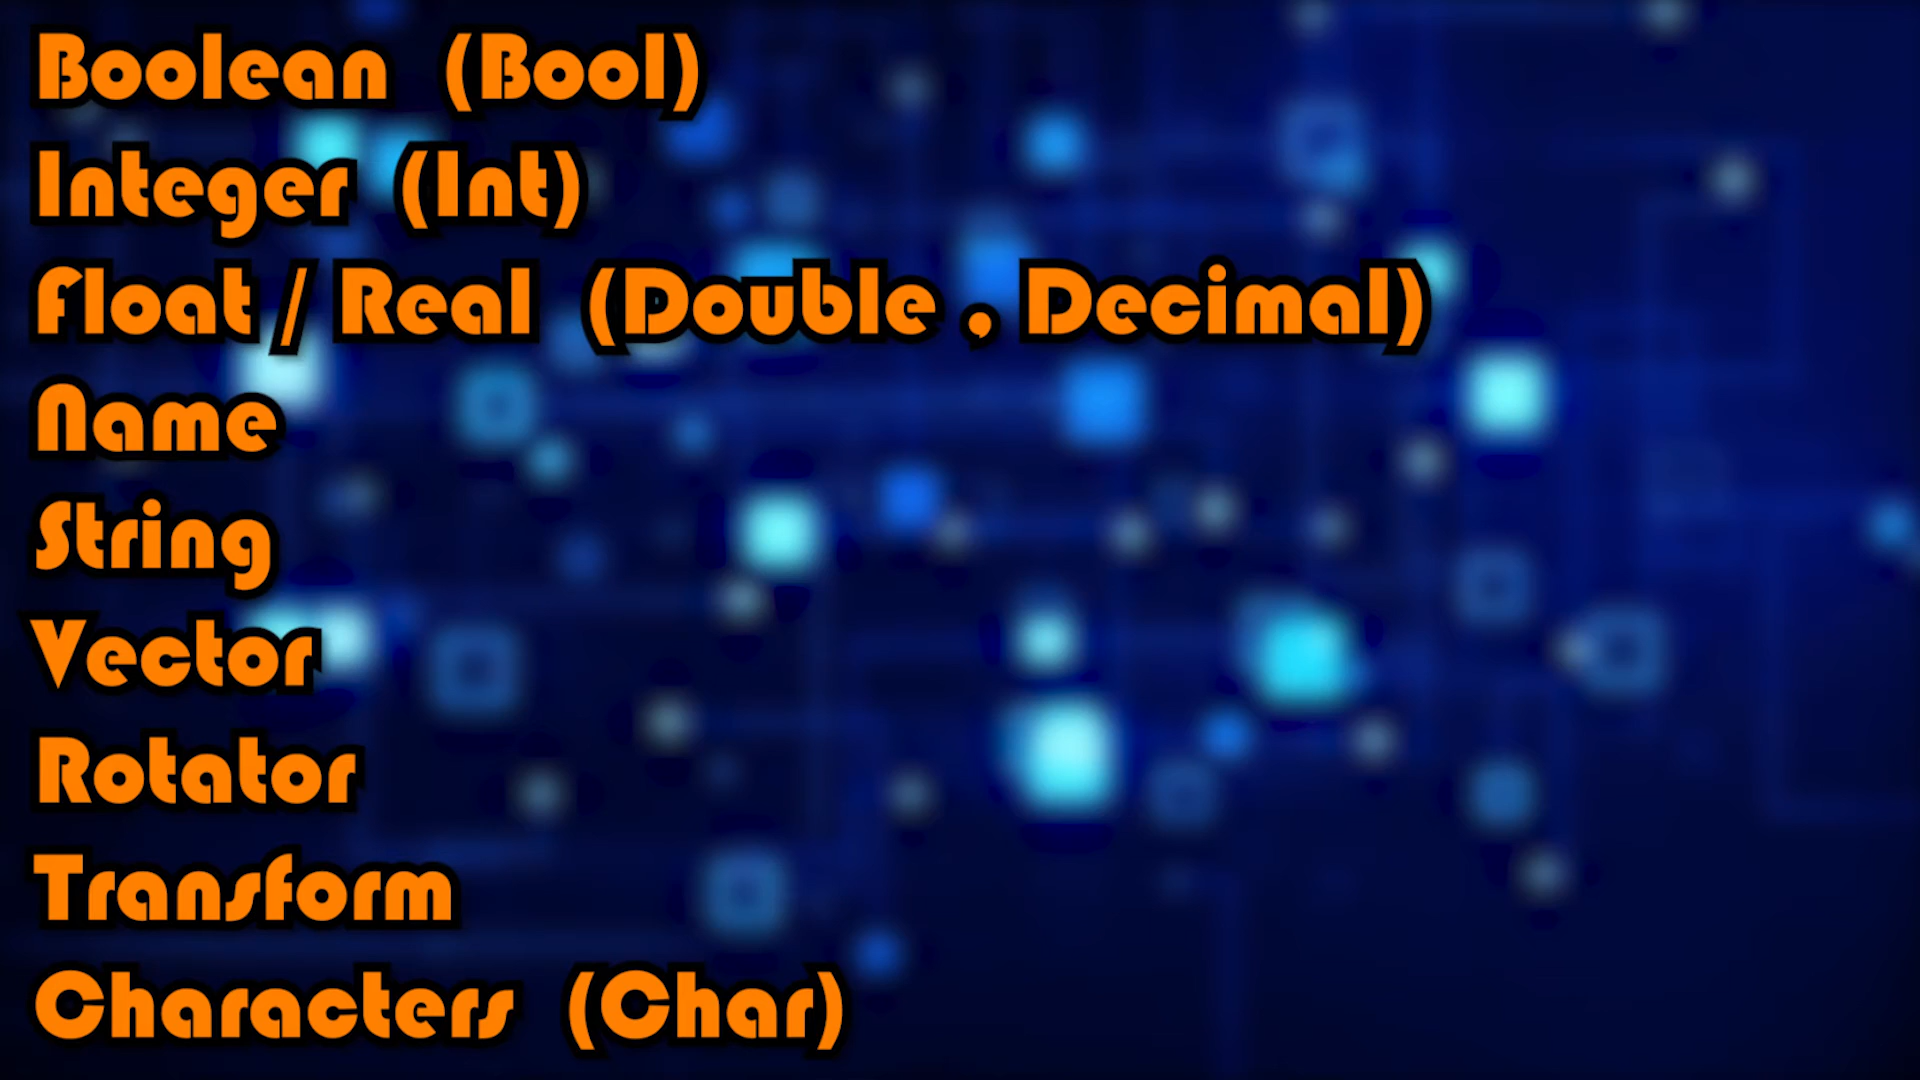 Boolean (Bool)
Integer (Int)
Float / Real (Double , Decimal)
Name
String
Vector
Rotator
Transform
Characters (Char)